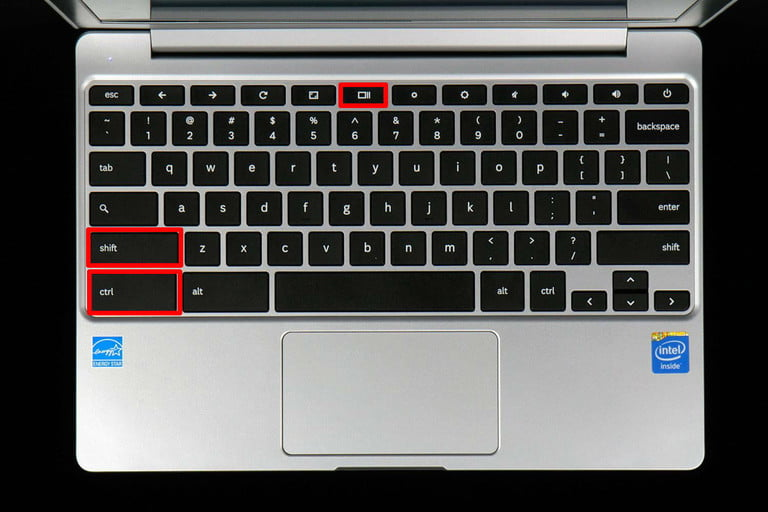 esc
~ ! @ # $ % ^ & * ( ) _ +
` 1 2 3 4 5 6 7 8 9 0 - = backspace
tab q w e r t y u i o p { } |
[ ] \
a s d f g h j k l : " enter
; '
shift z x c v b n m < > ? shift
, . /
ctrl alt alt ctrl
ENERGY STAR
intel
inside